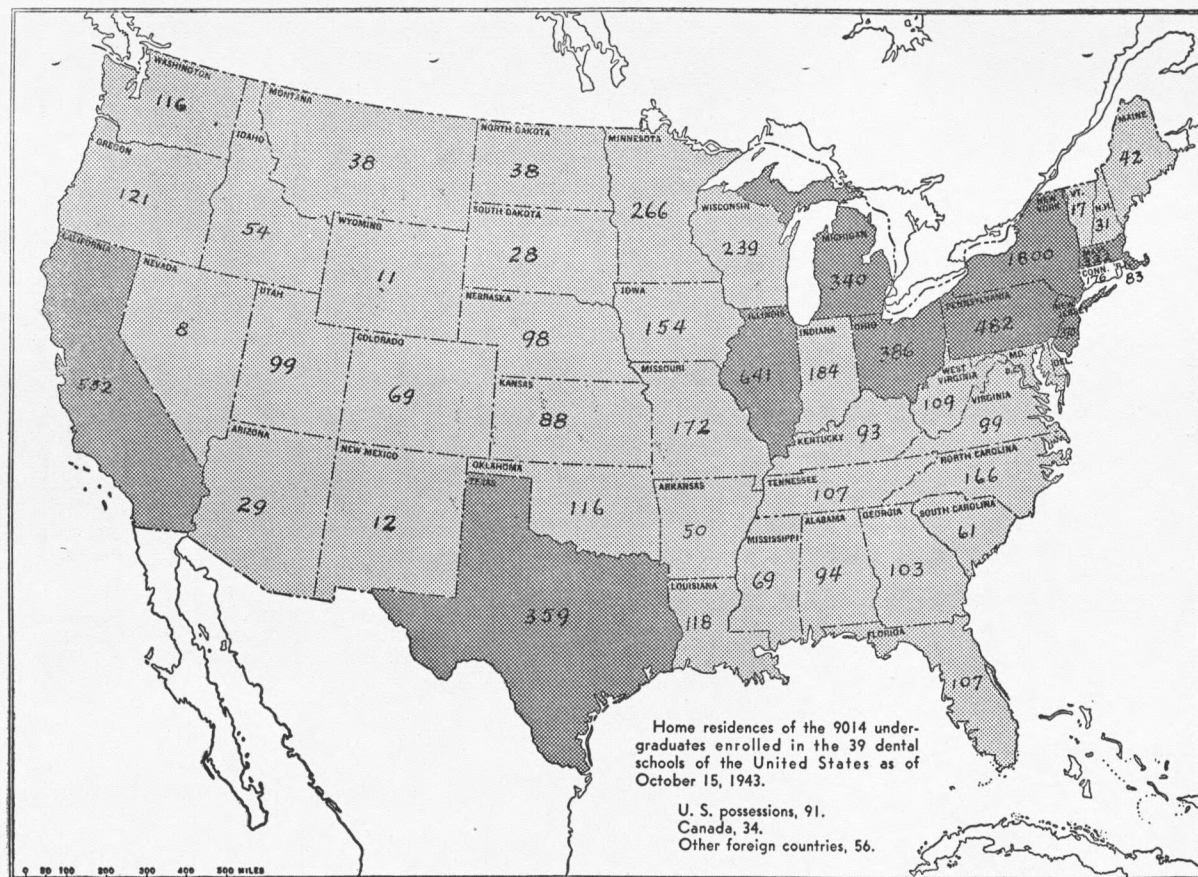 WASHINGTON
116
MONTANA
38
NORTH DAKOTA
38
MINNESOTA
266
MAINE
42
OREGON
121
IDAHO
54
WYOMING
11
SOUTH DAKOTA
28
WISCONSIN
239
MICHIGAN
340
NEW YORK
1800
VT.
17
N.H.
31
MASS.
CONN.
176
83
CALIFORNIA
NEVADA
8
UTAH
99
COLORADO
69
NEBRASKA
98
IOWA
154
ILLINOIS
641
INDIANA
184
OHIO
386
PENNSYLVANIA
482
NEW JERSEY
KANSAS
88
MISSOURI
172
KENTUCKY
93
WEST VIRGINIA
109
MD.
D.C.
DEL.
VIRGINIA
99
ARIZONA
29
NEW MEXICO
12
OKLAHOMA
116
TEXAS
359
ARKANSAS
50
TENNESSEE
107
NORTH CAROLINA
166
SOUTH CAROLINA
61
MISSISSIPPI
69
ALABAMA
94
GEORGIA
103
LOUISIANA
118
FLORIDA
107
Home residences of the 9014 under-
graduates enrolled in the 39 dental
schools of the United States as of
October 15, 1943.
U. S. possessions, 91.
Canada, 34.
Other foreign countries, 56.
0 50 100 200 300 400 500 MILES